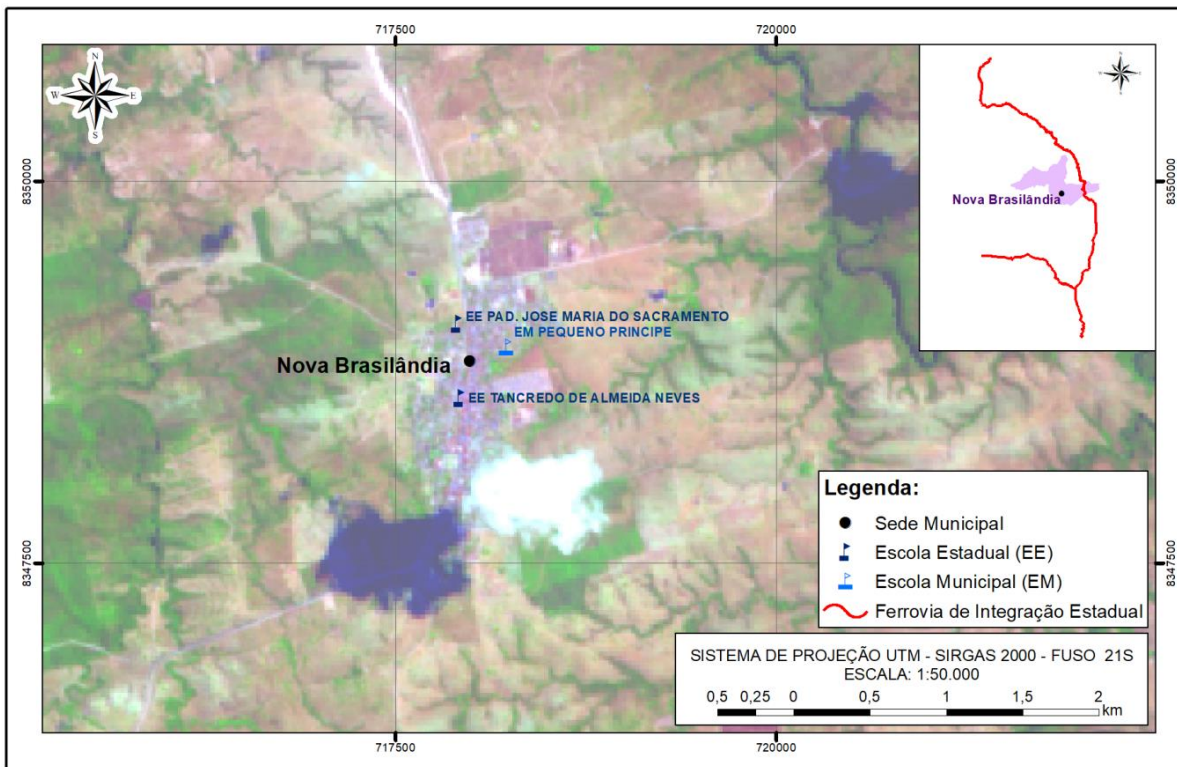 717500
720000
N
W
E
S
8350000
8350000
Nova Brasilândia
EE PAD. JOSE MARIA DO SACRAMENTO
EM PEQUENO PRINCIPE
Nova Brasilândia
EE TANCREDO DE ALMEIDA NEVES
Legenda:
Sede Municipal
Escola Estadual (EE)
Escola Municipal (EM)
Ferrovia de Integração Estadual
8347500
8347500
SISTEMA DE PROJEÇÃO UTM - SIRGAS 2000 - FUSO 21S
ESCALA: 1:50.000
0,5 0,25 0 0,5 1 1,5 2
km
717500
720000